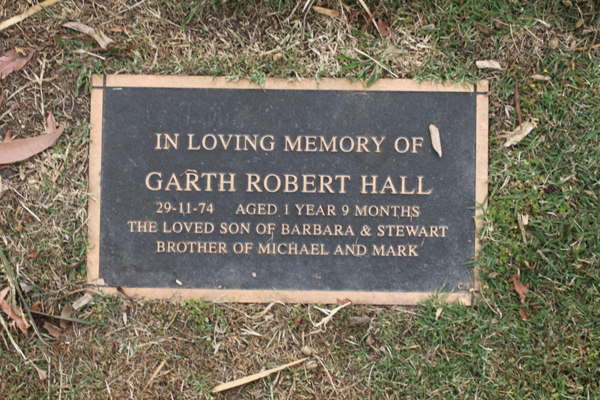 IN LOVING MEMORY OF
GARTH ROBERT HALL
29-11-74 AGED 1 YEAR 9 MONTHS
THE LOVED SON OF BARBARA & STEWART
BROTHER OF MICHAEL AND MARK